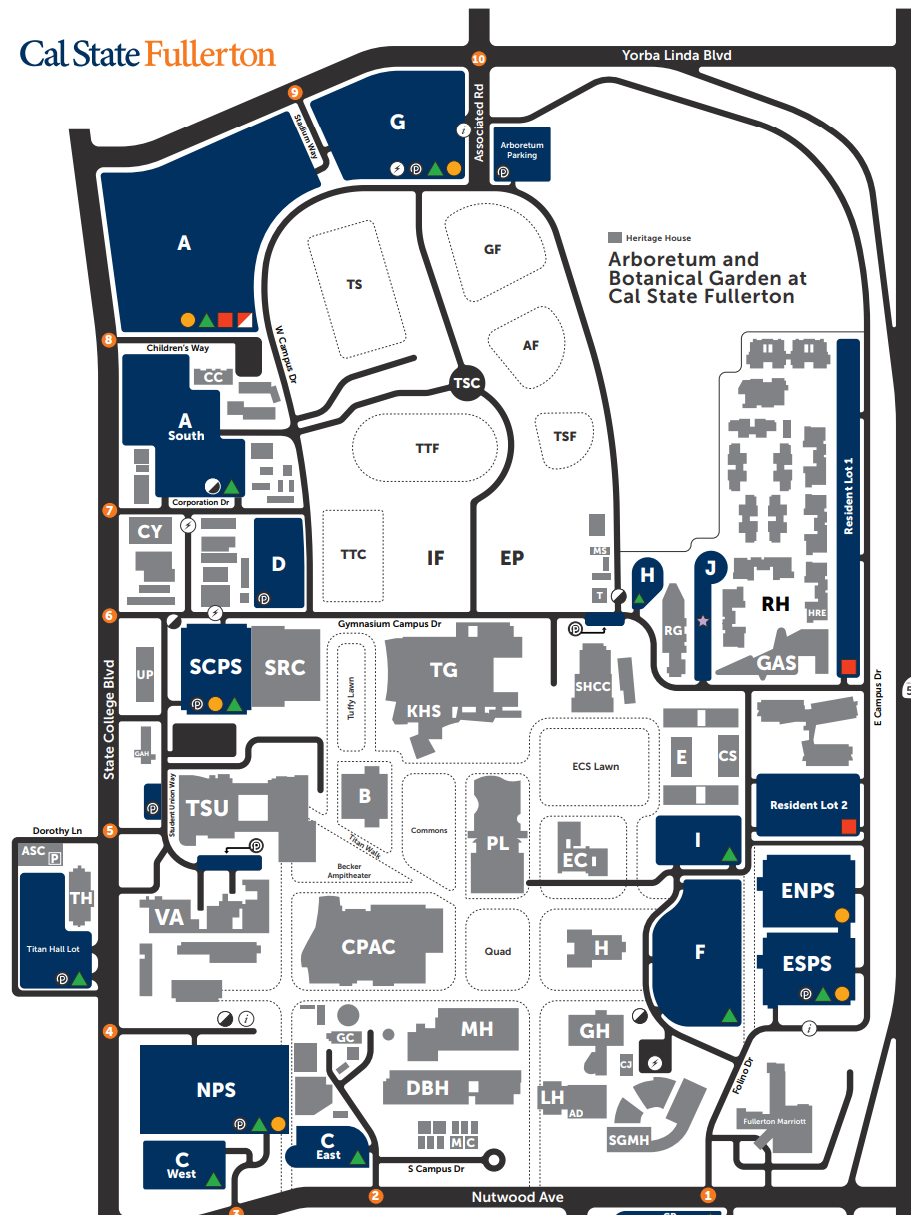 Cal State Fullerton
10
Yorba Linda Blvd
9
Stadium Way
G
i
Associated Rd
Arboretum
Parking
P
P
A
GF
Heritage House
Arboretum and
Botanical Garden at
Cal State Fullerton
TS
8
Children's Way
W Campus Dr
AF
CC
TSC
A
South
TTF
TSF
Resident Lot 1
Corporation Dr
7
CY
D
P
TTC
IF
EP
MS
T
H
J
RH
HRE
6
Gymnasium Campus Dr
P
RG
GAS
State College Blvd
UP
SCPS
P
SRC
Tuffy Lawn
TG
KHS
SHCC
E Campus Dr
5
GAH
ECS Lawn
E
CS
P
Student Union Way
TSU
B
Commons
PL
Resident Lot 2
Dorothy Ln
5
ASC
P
P
Titan Walk
Becker
Ampitheater
EC
I
TH
Titan Hall Lot
P
VA
CPAC
Quad
H
F
ENPS
ESPS
P
4
i
i
GC
MH
GH
CJ
Folino Dr
NPS
P
DBH
LH
AD
SGMH
Fullerton Marriott
C
West
C
East
M
C
S Campus Dr
2
Nutwood Ave
1
3